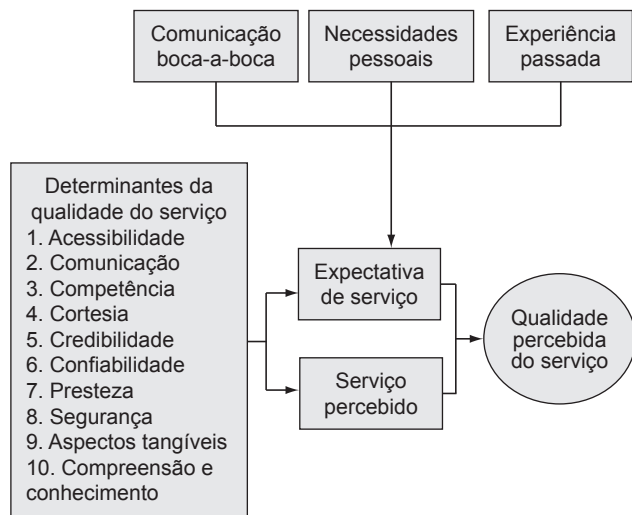 Comunicação
boca-a-boca
Necessidades
pessoais
Experiência
passada
Determinantes da
qualidade do serviço
1. Acessibilidade
2. Comunicação
3. Competência
4. Cortesia
5. Credibilidade
6. Confiabilidade
7. Presteza
8. Segurança
9. Aspectos tangíveis
10. Compreensão e
conhecimento
Expectativa
de serviço
Serviço
percebido
Qualidade
percebida
do serviço